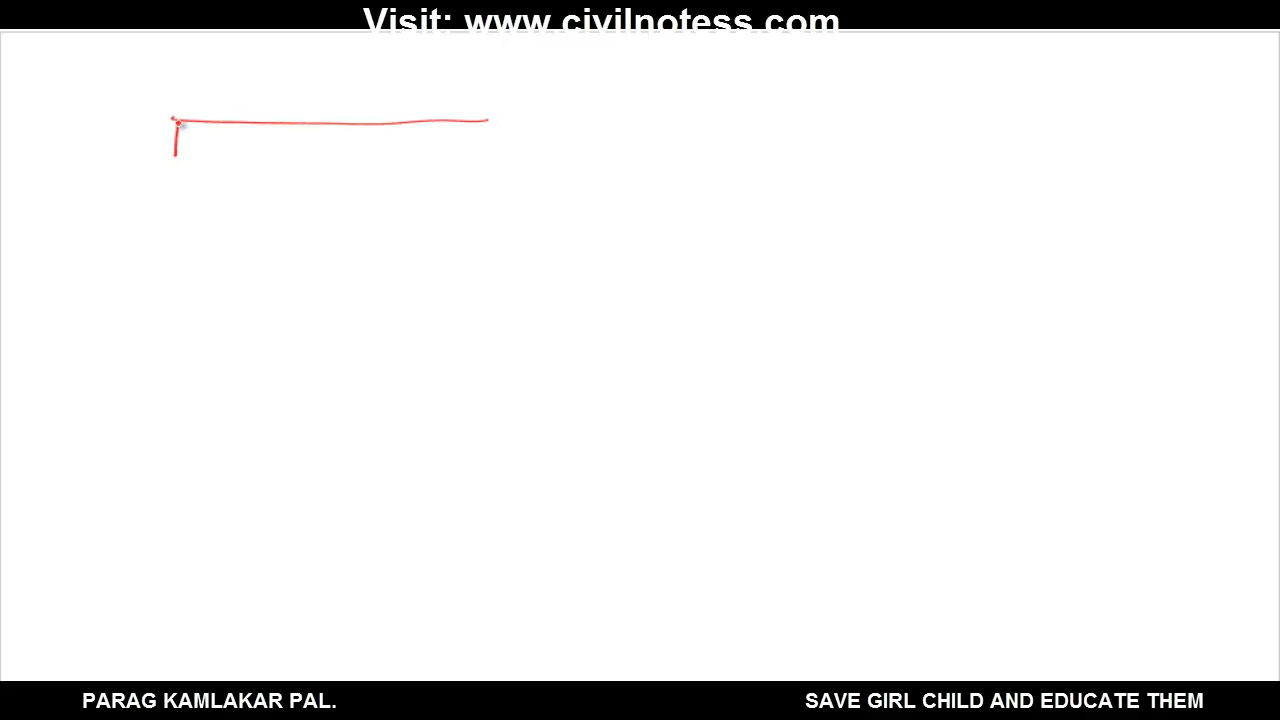 Visit: www.civilnotess.com
PARAG KAMLAKAR PAL.
SAVE GIRL CHILD AND EDUCATE THEM